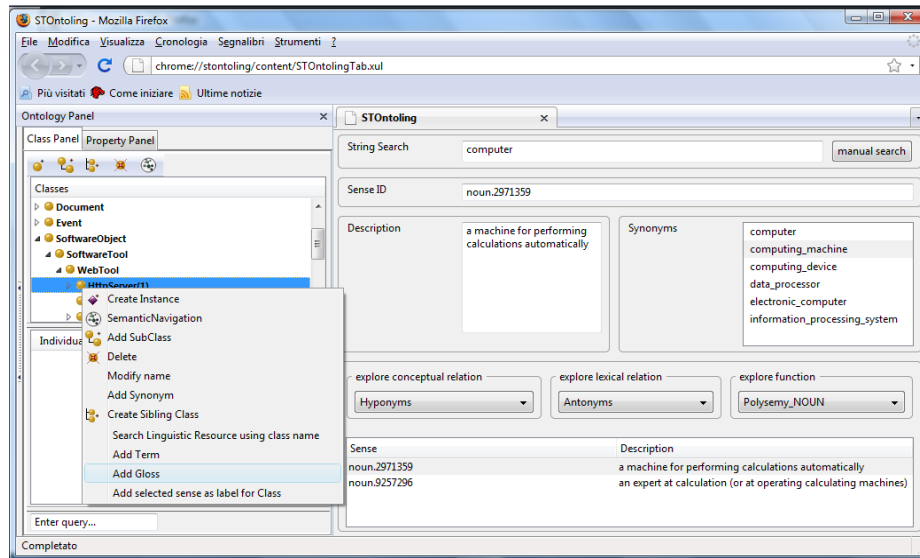 STOntoling - Mozilla Firefox
File Modifica Visualizza Cronologia Segnalibri Strumenti ?
chrome://stontoling/content/STOntolingTab.xul
Più visitati Come iniziare Ultime notizie
Ontology Panel
Class Panel Property Panel
Classes
Document
Event
SoftwareObject
SoftwareTool
WebTool
HttpServer(1)
Create Instance
SemanticNavigation
Add SubClass
Delete
Modify name
Add Synonym
Create Sibling Class
Search Linguistic Resource using class name
Add Term
Add Gloss
Add selected sense as label for Class
Individua
Enter query...
STOntoling
String Search computer manual search
Sense ID noun.2971359
Description
a machine for performing
calculations automatically
Synonyms
computer
computing_machine
computing_device
data_processor
electronic_computer
information_processing_system
explore conceptual relation explore lexical relation explore function
Hyponyms Antonyms Polysemy_NOUN
Sense Description
noun.2971359 a machine for performing calculations automatically
noun.9257296 an expert at calculation (or at operating calculating machines)
Completato